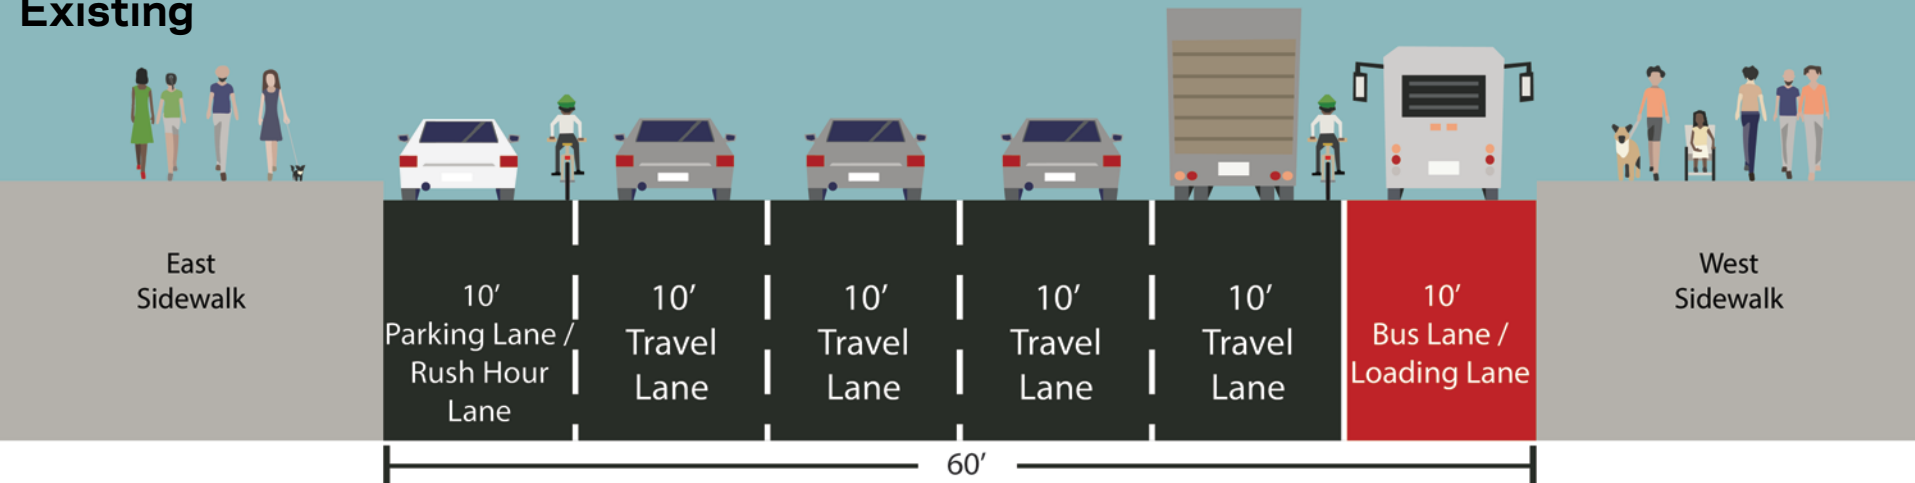 Existing
East
Sidewalk
10’
Parking Lane /
Rush Hour
Lane
10’
Travel
Lane
10’
Travel
Lane
10’
Travel
Lane
10’
Travel
Lane
10’
Bus Lane /
Loading Lane
West
Sidewalk
60’